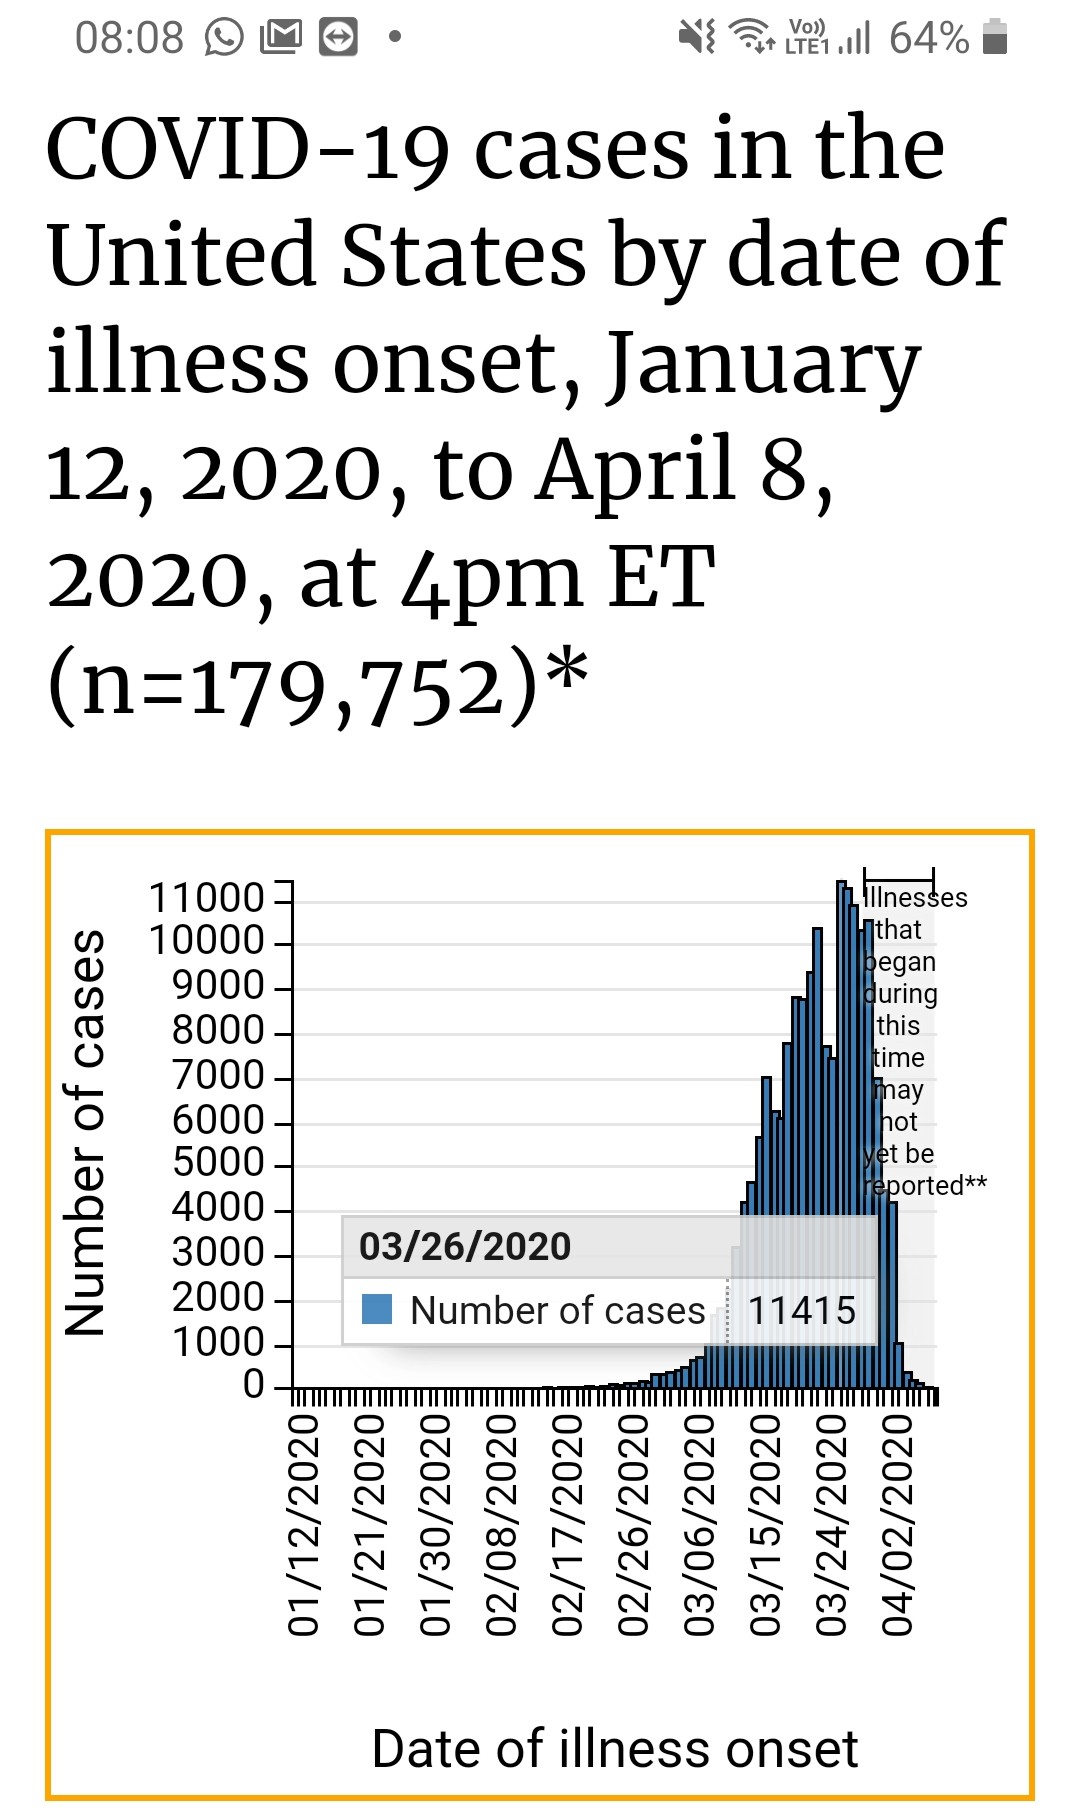 08:08 Vo)) LTE1 64%
COVID-19 cases in the
United States by date of
illness onset, January
12, 2020, to April 8,
2020, at 4pm ET
(n=179,752)*
Number of cases
11000
10000
9000
8000
7000
6000
5000
4000
3000
2000
1000
0
Illnesses
that
began
during
this
time
may
not
yet be
reported**
03/26/2020
Number of cases 11415
01/12/2020
01/21/2020
01/30/2020
02/08/2020
02/17/2020
02/26/2020
03/06/2020
03/15/2020
03/24/2020
04/02/2020
Date of illness onset